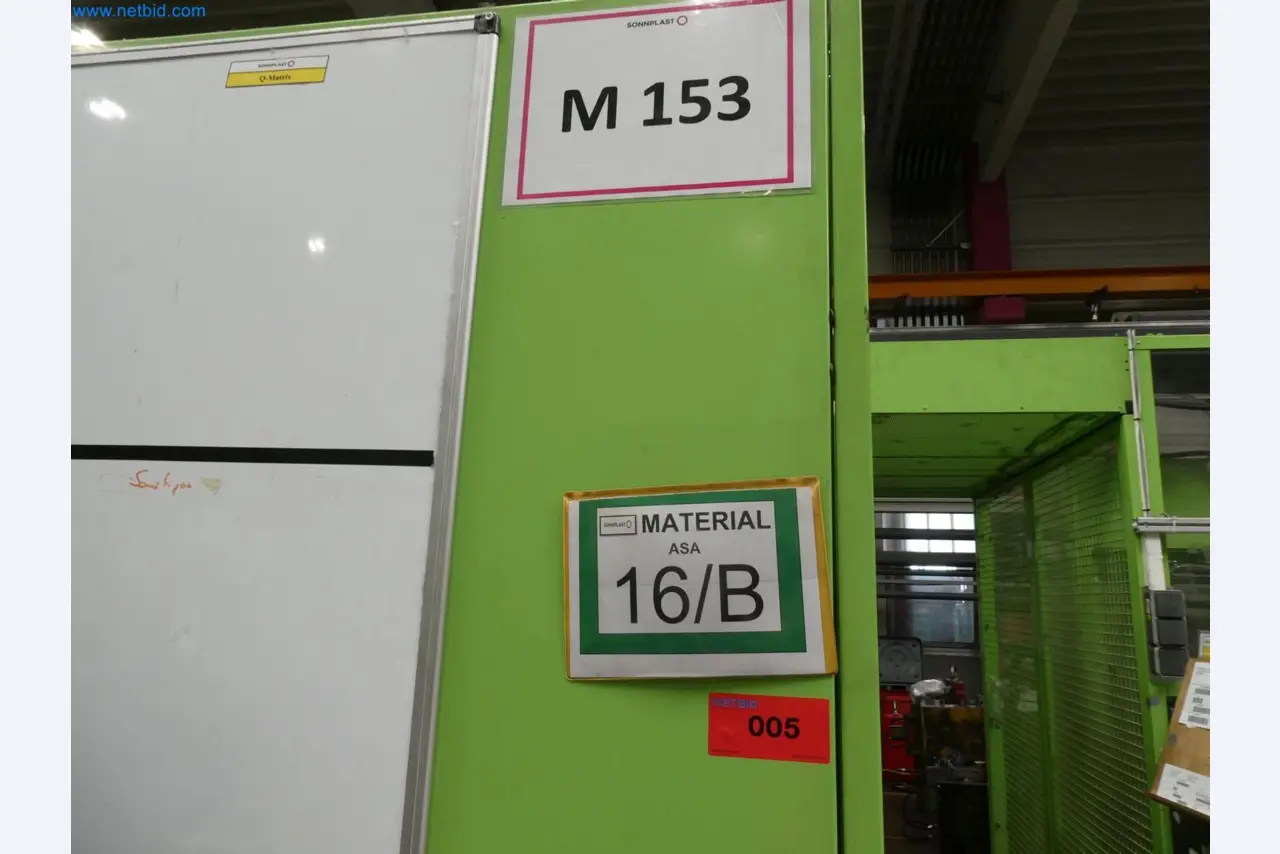 www.netbid.com
SONNPLAST
M 153
SONNPLAST
Q-Matrix
SONNPLAST
MATERIAL
ASA
16/B
NETBID
005